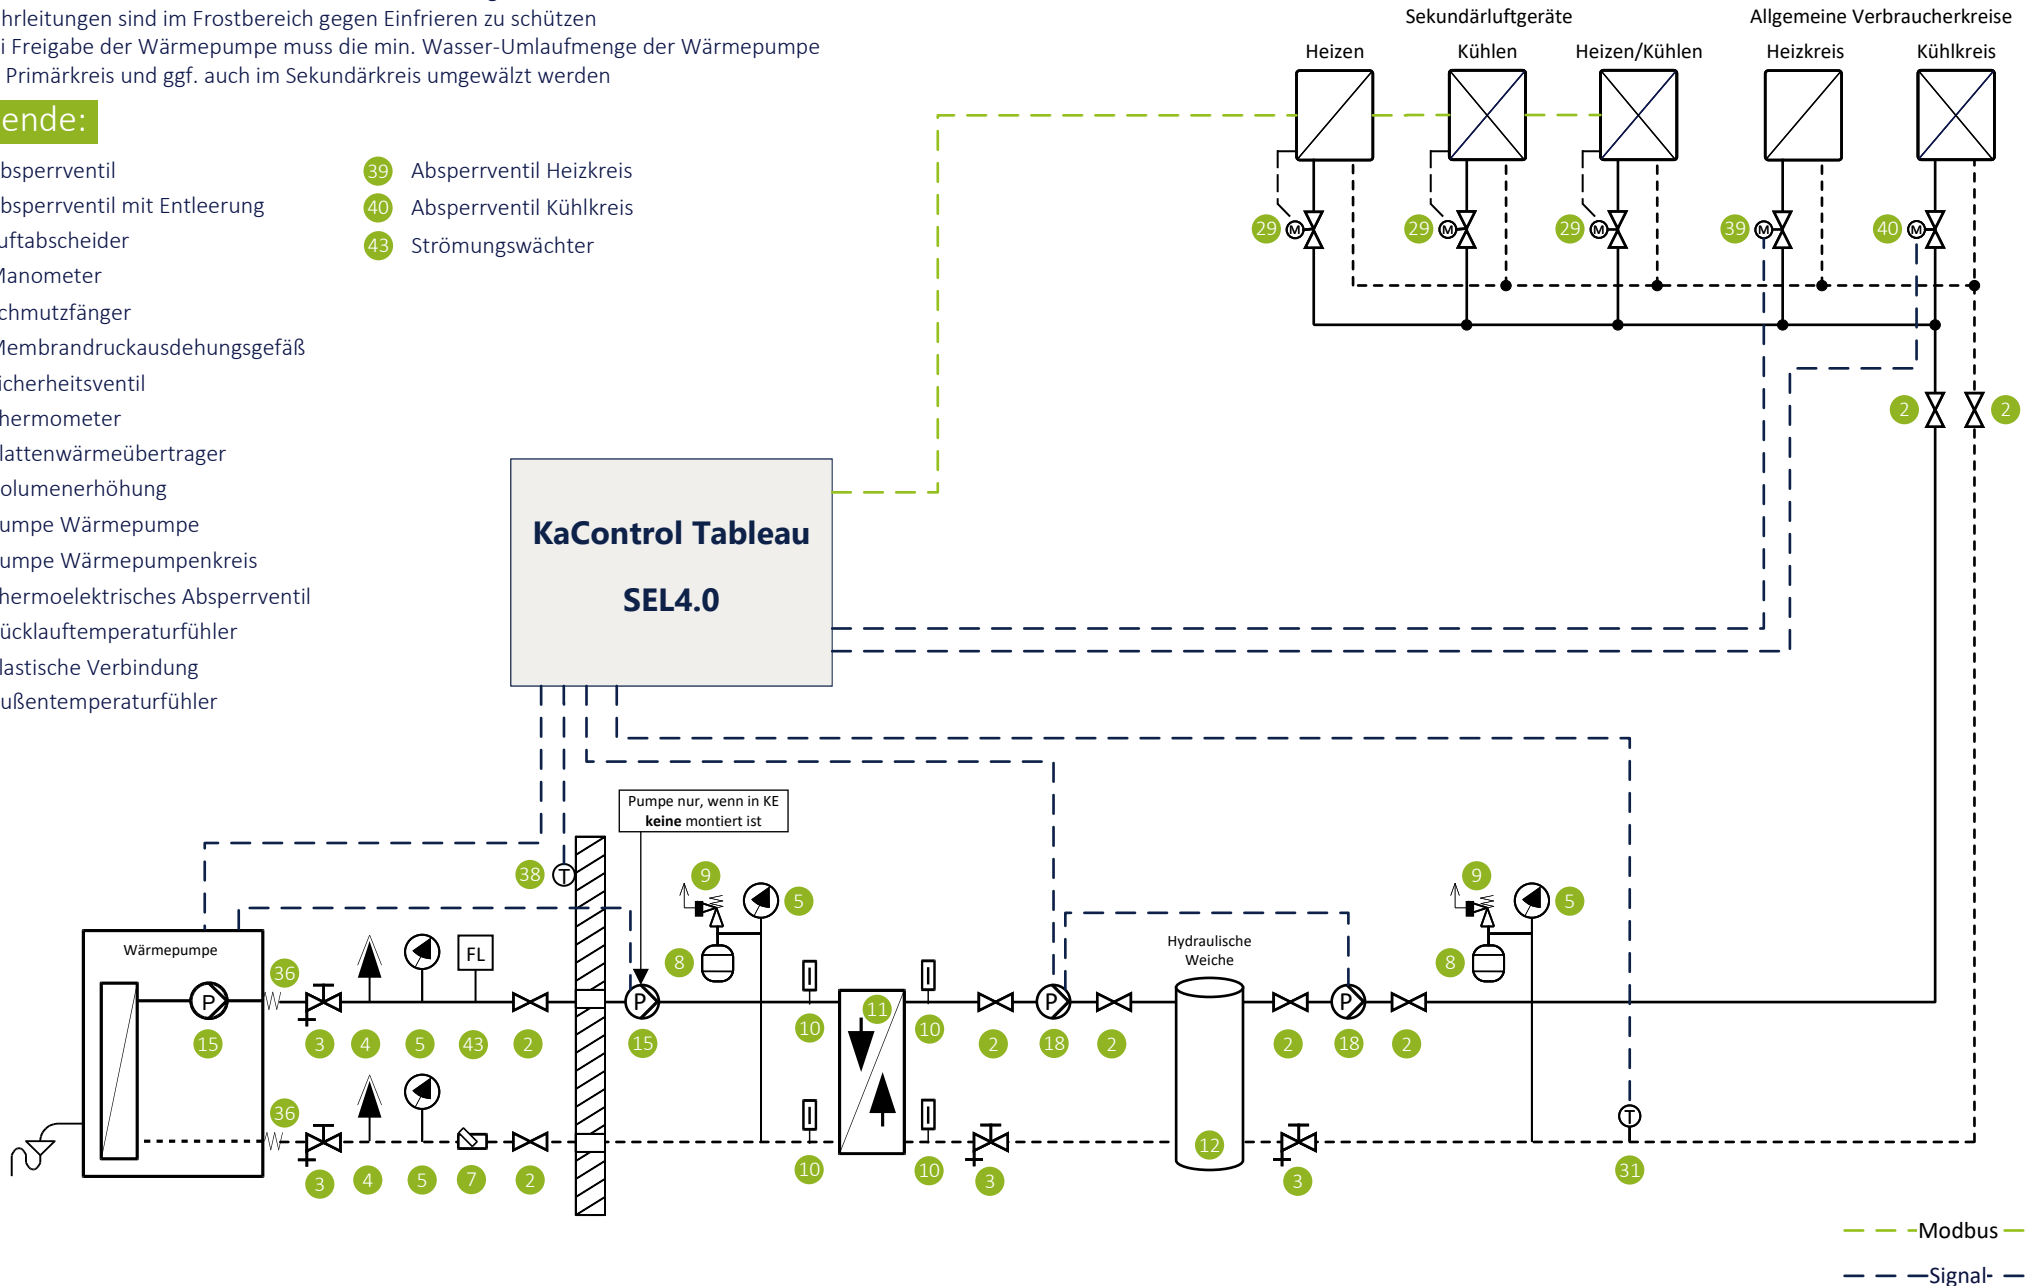 hrleitungen sind im Frostbereich gegen Einfrieren zu schützen
i Freigabe der Wärmepumpe muss die min. Wasser-Umlaufmenge der Wärmepumpe
Primärkreis und ggf. auch im Sekundärkreis umgewälzt werden
ende:
bsperrventil
bsperrventil mit Entleerung
uftabscheider
Manometer
chmutzfänger
Membrandruckausdehungsgefäß
icherheitsventil
hermometer
lattenwärmeübertrager
olumenerhöhung
umpe Wärmepumpe
umpe Wärmepumpenkreis
hermoelektrisches Absperrventil
ücklauftemperaturfühler
lastische Verbindung
ußentemperaturfühler
39 Absperrventil Heizkreis
40 Absperrventil Kühlkreis
43 Strömungswächter
Sekundärluftgeräte Allgemeine Verbraucherkreise
Heizen Kühlen Heizen/Kühlen Heizkreis Kühlkreis
29 M 29 M 29 M 39 M 40 M
2 2
KaControl Tableau
SEL4.0
Pumpe nur, wenn in KE
keine montiert ist
38 T 9 5 9 5
Wärmepumpe FL 8 Hydraulische 8
Weiche
36
P P 11 P P
15 3 4 5 43 2 15 10 10 2 18 2 2 18 2
36 T
12
3 4 5 7 2 10 10 3 3 31
Modbus
Signal